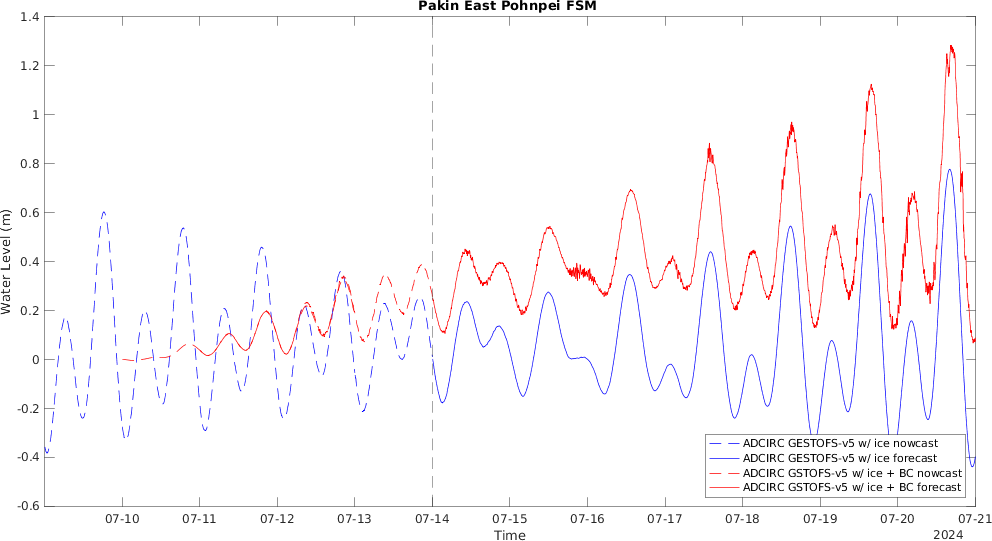 Pakin East Pohnpei FSM
Water Level (m)
1.4
1.2
1
0.8
0.6
0.4
0.2
0
-0.2
-0.4
-0.6
ADCIRC GESTOFS-v5 w/ ice nowcast
ADCIRC GESTOFS-v5 w/ ice forecast
ADCIRC GSTOFS-v5 w/ ice + BC nowcast
ADCIRC GSTOFS-v5 w/ ice + BC forecast
07-10 07-11 07-12 07-13 07-14 07-15 07-16 07-17 07-18 07-19 07-20 07-21
Time
2024